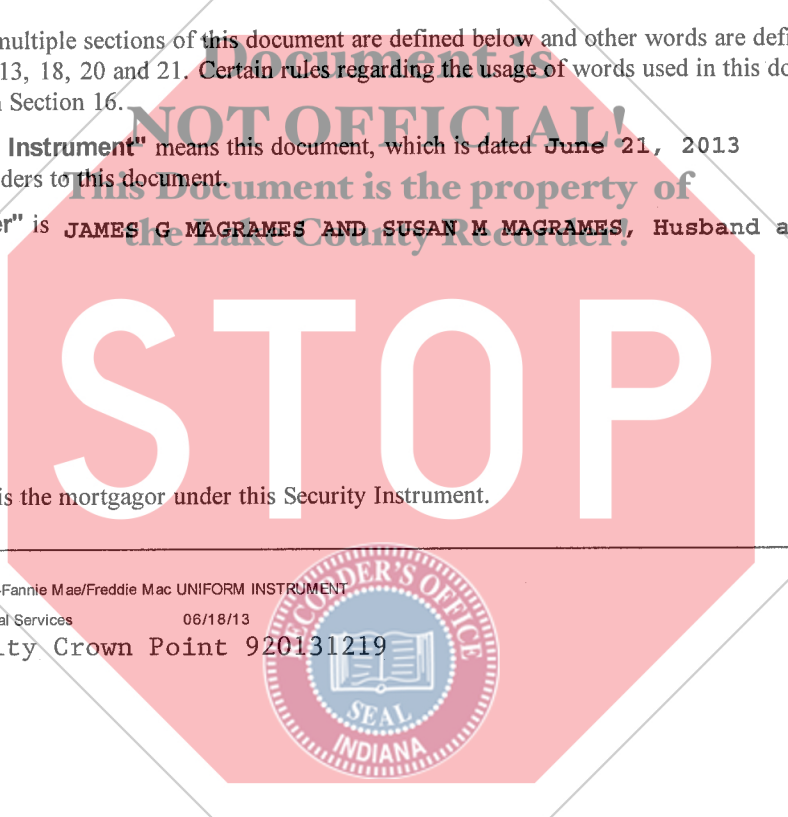 multiple sections of this document are defined below and other words are defi
13, 18, 20 and 21. Certain rules regarding the usage of words used in this do
Section 16.
Document is
NOT OFFICIAL!
Instrument" means this document, which is dated June 21, 2013
ders to this document.
This Document is the property of
er" is JAMES G MAGRAMES AND SUSAN M MAGRAMES, Husband a
the Lake County Recorder!
STOP
is the mortgagor under this Security Instrument.
-Fannie Mae/Freddie Mac UNIFORM INSTRUMENT
al Services 06/18/13
ity Crown Point 920131219
RECORDER'S OFFICE
SEAL
INDIANA